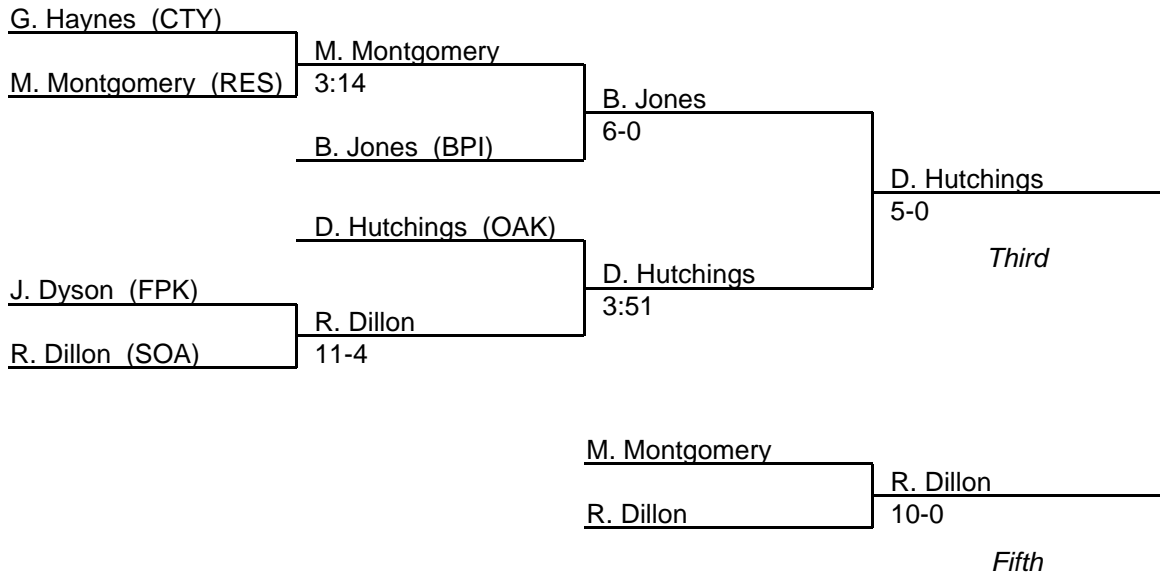 G. Haynes (CTY)
M. Montgomery
M. Montgomery (RES)
3:14
B. Jones
6-0
B. Jones (BPI)
D. Hutchings
5-0
D. Hutchings (OAK)
Third
D. Hutchings
J. Dyson (FPK)
3:51
R. Dillon
R. Dillon (SOA)
11-4
M. Montgomery
R. Dillon
R. Dillon
10-0
Fifth